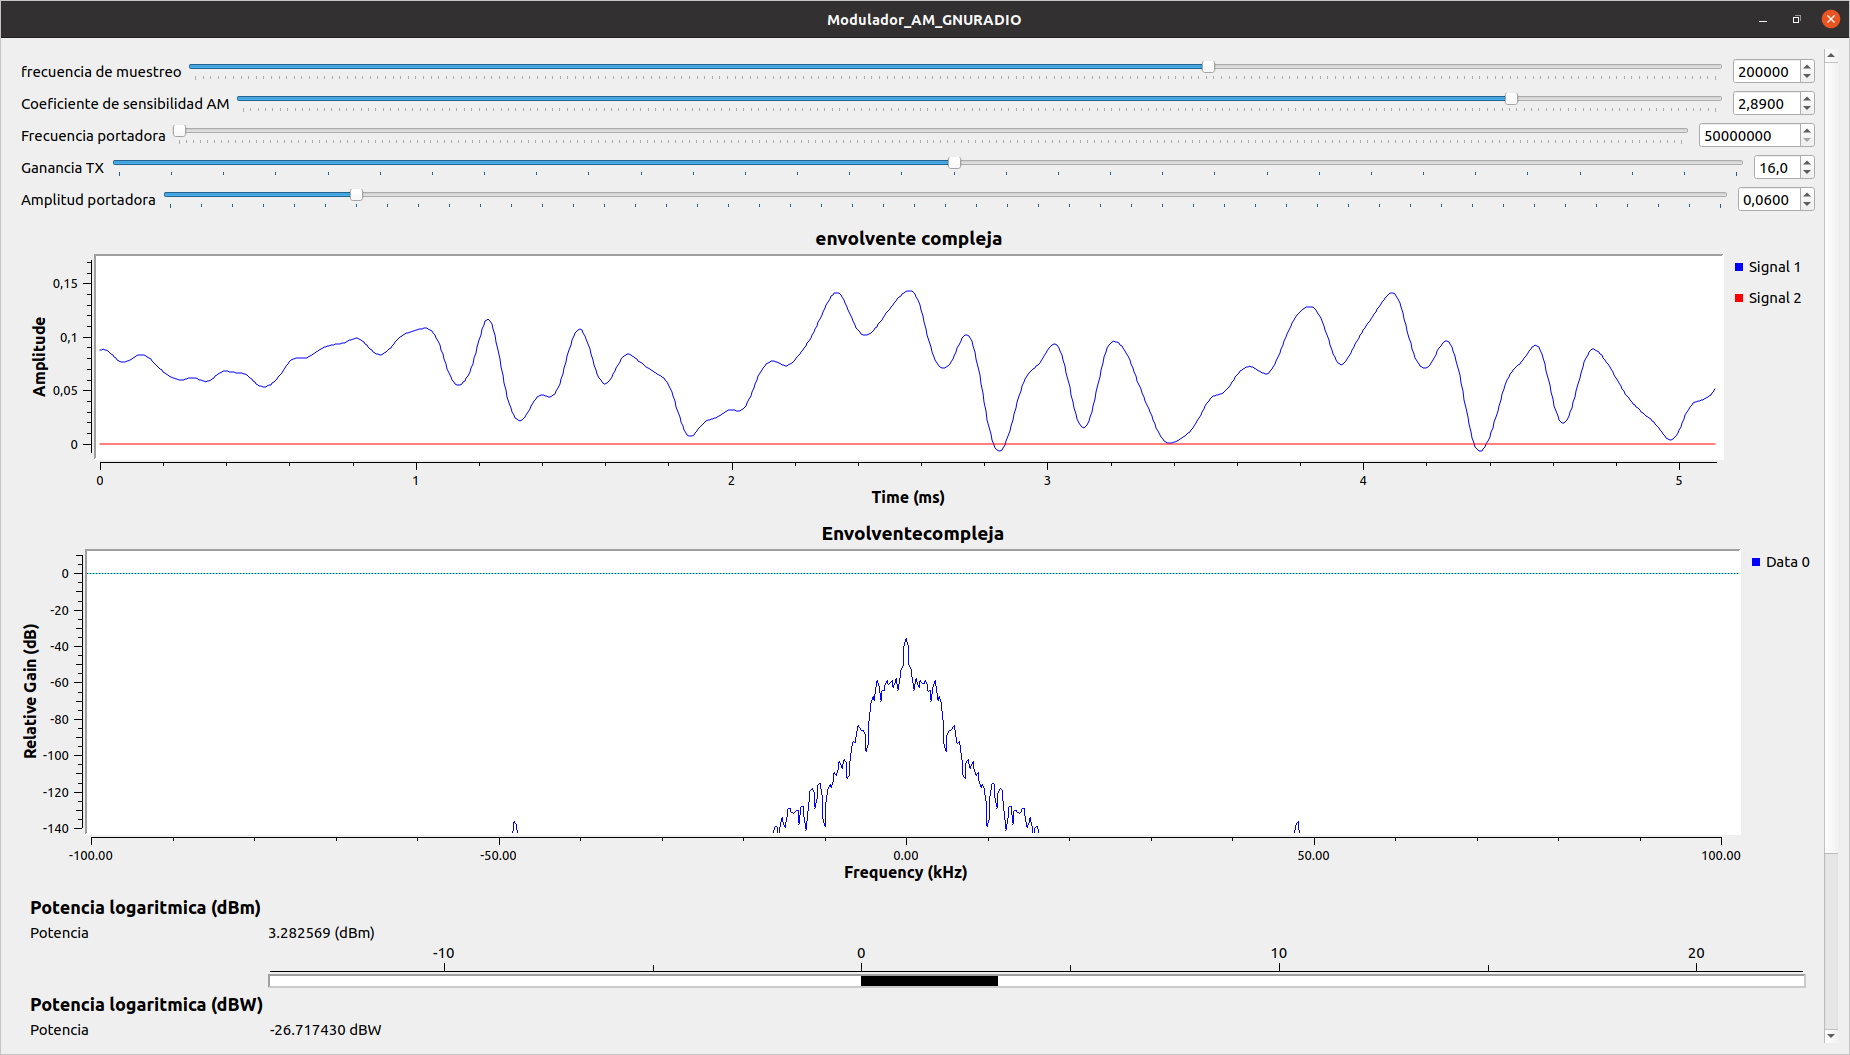 Modulador_AM_GNURADIO
frecuencia de muestreo 200000
Coeficiente de sensibilidad AM 2,8900
Frecuencia portadora 50000000
Ganancia TX 16,0
Amplitud portadora 0,0600
envolvente compleja
Signal 1
Signal 2
Amplitude
0,15
0,1
0,05
0
0 1 2 3 4 5
Time (ms)
Envolventecompleja
Data 0
Relative Gain (dB)
0
-20
-40
-60
-80
-100
-120
-140
-100.00 -50.00 0.00 50.00 100.00
Frequency (kHz)
Potencia logaritmica (dBm)
Potencia 3.282569 (dBm)
-10 0 10 20
Potencia logaritmica (dBW)
Potencia -26.717430 dBW